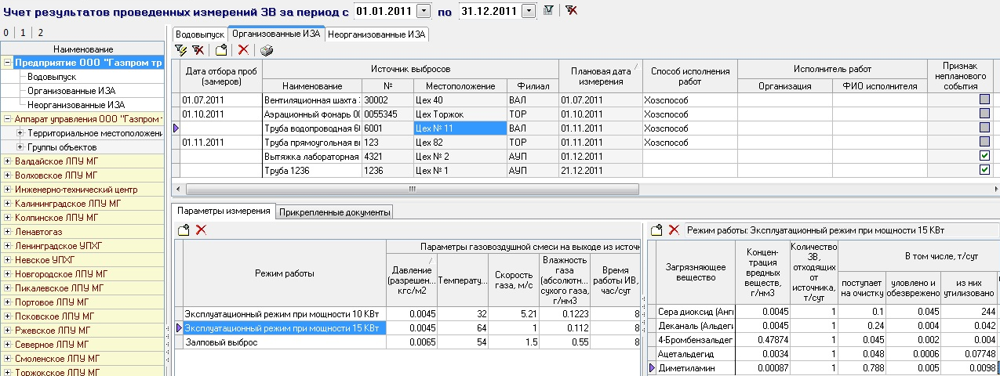 Учет результатов проведенных измерений ЗВ за период с 01.01.2011 по 31.12.2011
0 1 2
Наименование
Предприятие ООО "Газпром тр
Водовыпуск
Организованные ИЗА
Неорганизованные ИЗА
Аппарат управления ООО "Газпром
Территориальное местоположени
Группы объектов
Валдайское ЛПУ МГ
Волховское ЛПУ МГ
Инженерно-технический центр
Калининградское ЛПУ МГ
Колпинское ЛПУ МГ
Ленавтогаз
Ленинградское УПХГ
Невское УПХГ
Новгородское ЛПУ МГ
Пикалевское ЛПУ МГ
Портовое ЛПУ МГ
Псковское ЛПУ МГ
Ржевское ЛПУ МГ
Северное ЛПУ МГ
Смоленское ЛПУ МГ
Торжокское ЛПУ МГ
Водовыпуск Организованные ИЗА Неорганизованные ИЗА
Дата отбора проб (замеров) Источник выбросов Плановая дата измерения Способ исполнения работ Исполнитель работ Признак непланового события
Наименование № Местоположение Филиал Организация ФИО исполнителя
01.07.2011 Вентиляционная шахта 30002 Цех 40 ВАЛ 01.07.2011 Хозспособ
01.10.2011 Аэрационный фонарь 0055345 Цех Торжок ТОР 01.10.2011 Хозспособ
Труба водопроводная 6001 Цех № 11 ВАЛ 01.11.2011 Хозспособ
01.11.2011 Труба прямоугольная 123 Цех 82 ТОР 01.11.2011 Хозспособ
Вытяжка лабораторная 4321 Цех № 2 АУП 01.12.2011
Труба 1236 1236 Цех № 1 АУП 21.12.2011
Параметры измерения Прикрепленные документы
Параметры газовоздушной смеси на выходе из источн
Режим работы Давление (разрешен... кгс/м2 Температу... Скорость газа, м/с Влажность газа (абсолютн... сухого газа, г/нм3 Время работы ИВ, час/сут
Эксплуатационный режим при мощности 10 КВт 0.0045 32 5.21 0.1223 8
Эксплуатационный режим при мощности 15 КВт 0.0045 64 1 0.112 8
Залповый выброс 0.0065 54 1.5 0.55 8
Режим работы: Эксплуатационный режим при мощности 15 КВт
Загрязняющее вещество Концен-трация вредных веществ, г/нм3 Количество ЗВ, отходящих от источника, т/сут В том числе, т/сут
поступает на очистку уловлено и обезврежено из них утилизовано
Сера диоксид (Анги 0.0045 1 0.1 0.045 244
Деканаль (Альдеги 0.0045 1 0.24 0.004 0.042
4-Бромбензальдег 0.47874 1 0.045 0.002 0.004
Ацетальдегид 0.0034 1 0.048 0.0006 0.07748
Диметиламин 0.00087 1 0.788 0.005 0.0098